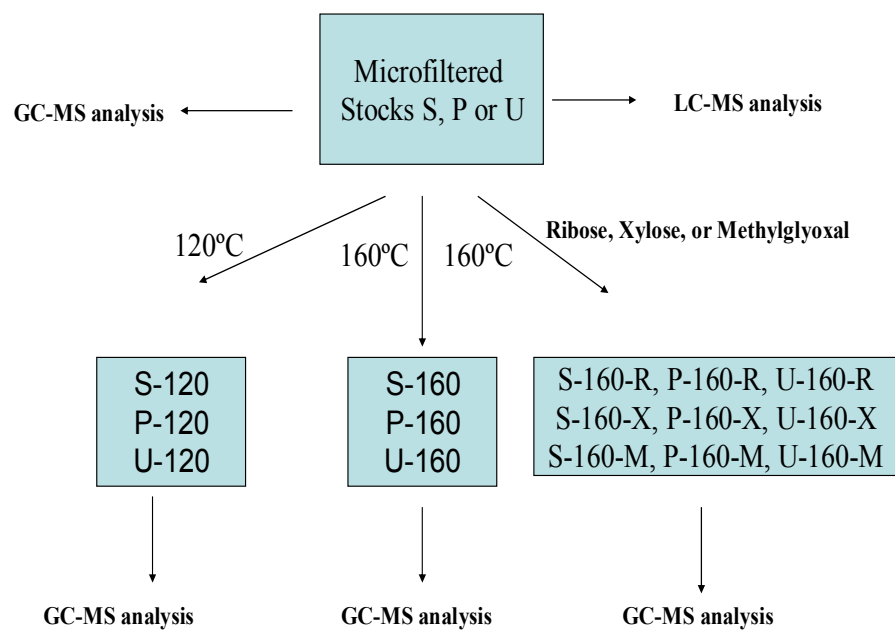 Microfiltered
Stocks S, P or U
GC-MS analysis
LC-MS analysis
120ºC
160ºC
160ºC
Ribose, Xylose, or Methylglyoxal
S-120
P-120
U-120
S-160
P-160
U-160
S-160-R, P-160-R, U-160-R
S-160-X, P-160-X, U-160-X
S-160-M, P-160-M, U-160-M
GC-MS analysis
GC-MS analysis
GC-MS analysis